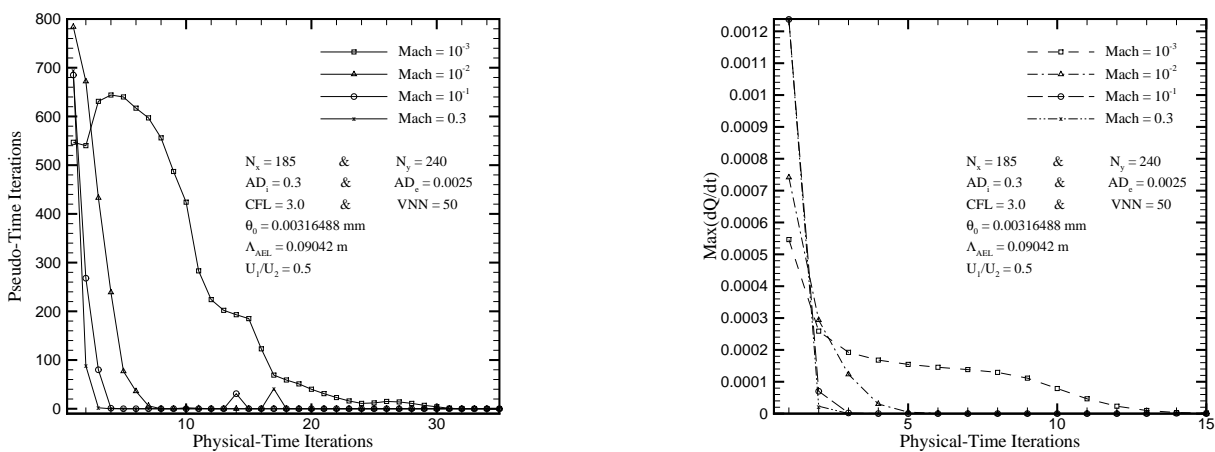 800
700
600
500
400
300
200
100
0
10
20
30
Pseudo-Time Iterations
Physical-Time Iterations
Mach = 10⁻³
Mach = 10⁻²
Mach = 10⁻¹
Mach = 0.3
Nₓ = 185 & Nᵧ = 240
ADᵢ = 0.3 & ADₑ = 0.0025
CFL = 3.0 & VNN = 50
θ₀ = 0.00316488 mm
Λ_AEL = 0.09042 m
U₁/U₂ = 0.5
0.0012
0.0011
0.001
0.0009
0.0008
0.0007
0.0006
0.0005
0.0004
0.0003
0.0002
0.0001
0
5
10
15
Max(dQ/dt)
Physical-Time Iterations
Mach = 10⁻³
Mach = 10⁻²
Mach = 10⁻¹
Mach = 0.3
Nₓ = 185 & Nᵧ = 240
ADᵢ = 0.3 & ADₑ = 0.0025
CFL = 3.0 & VNN = 50
θ₀ = 0.00316488 mm
Λ_AEL = 0.09042 m
U₁/U₂ = 0.5